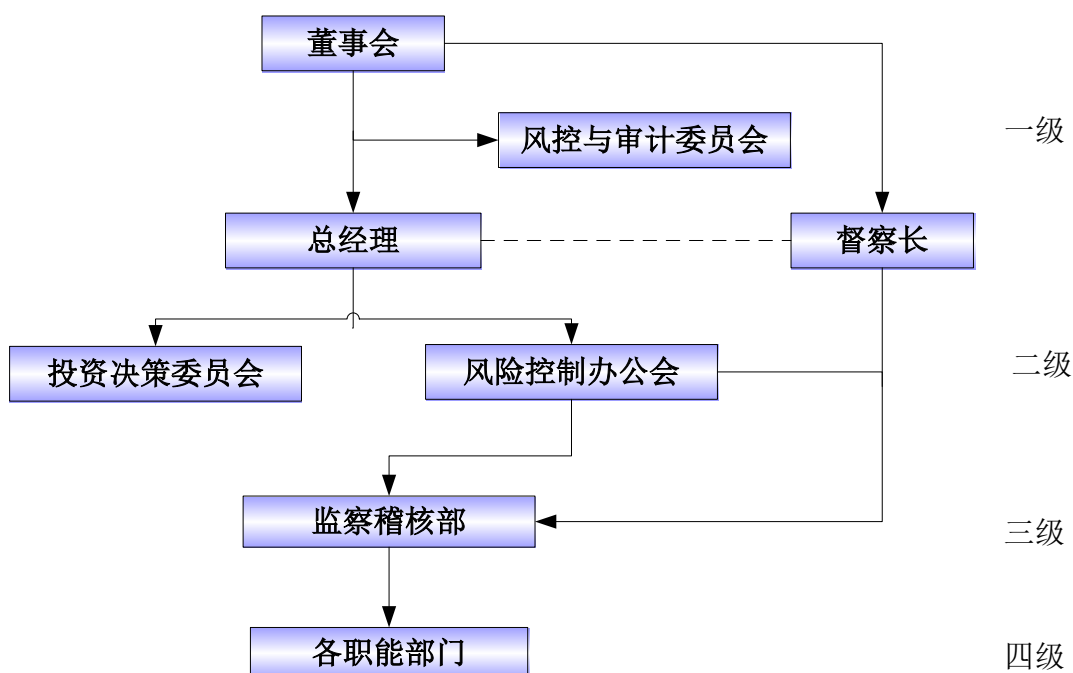 董事会
风控与审计委员会
一级
总经理
督察长
投资决策委员会
风险控制办公会
二级
监察稽核部
三级
各职能部门
四级